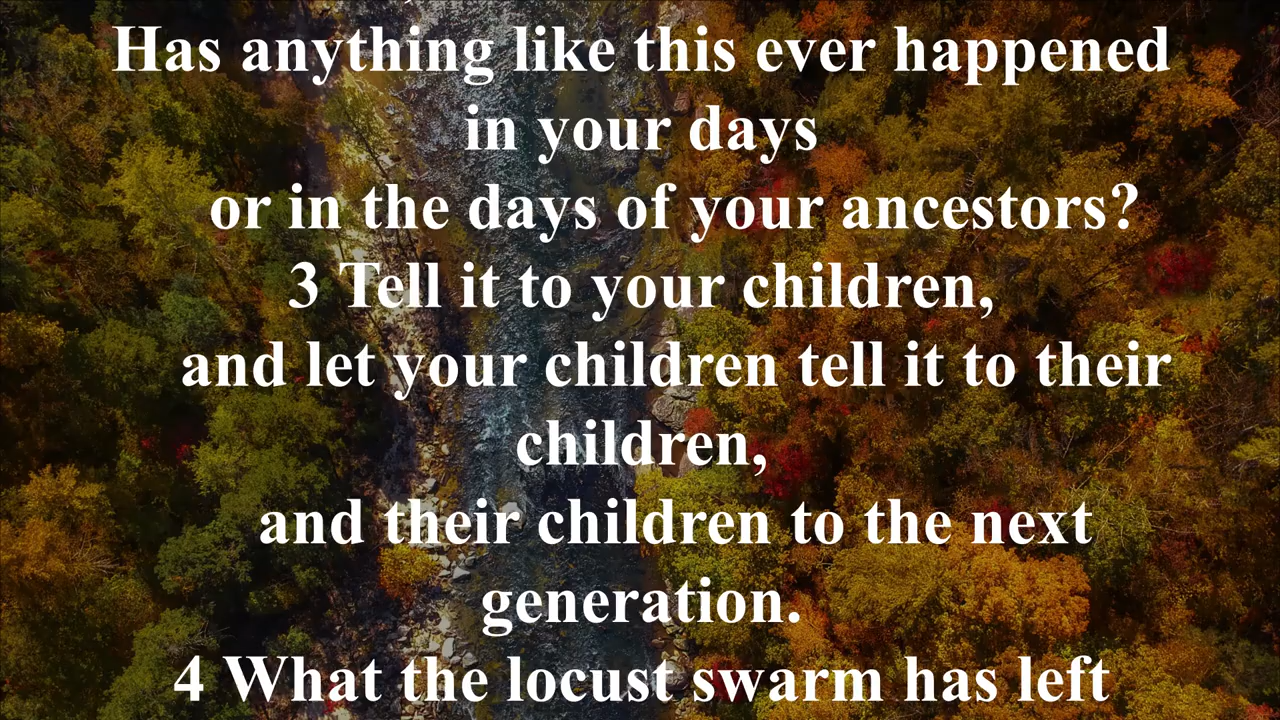 Has anything like this ever happened
in your days
or in the days of your ancestors?
3 Tell it to your children,
and let your children tell it to their
children,
and their children to the next
generation.
4 What the locust swarm has left